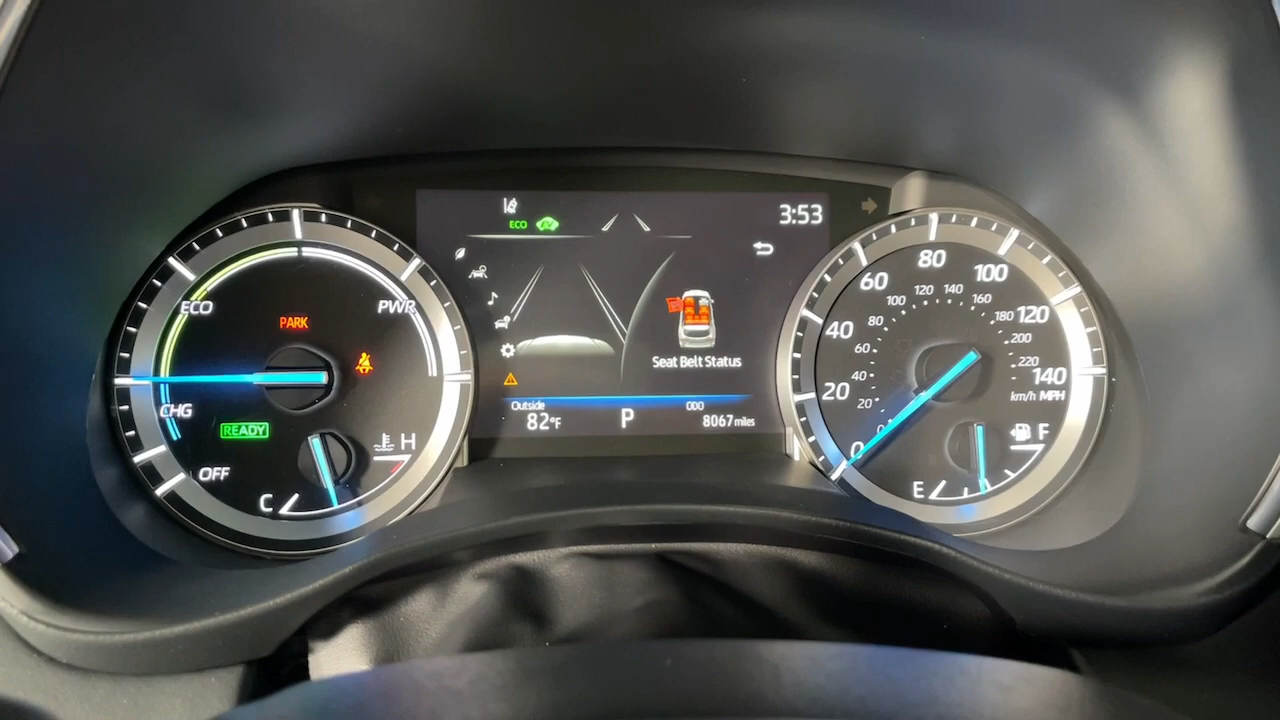 3:53
ECO
ECO
PWR
PARK
CHG
READY
OFF
C
H
Seat Belt Status
Outside
82°F
P
ODO
8067 miles
0
20
40
60
80
100
120
140
20
40
60
80
100
120
140
160
180
200
220
km/h MPH
E
F